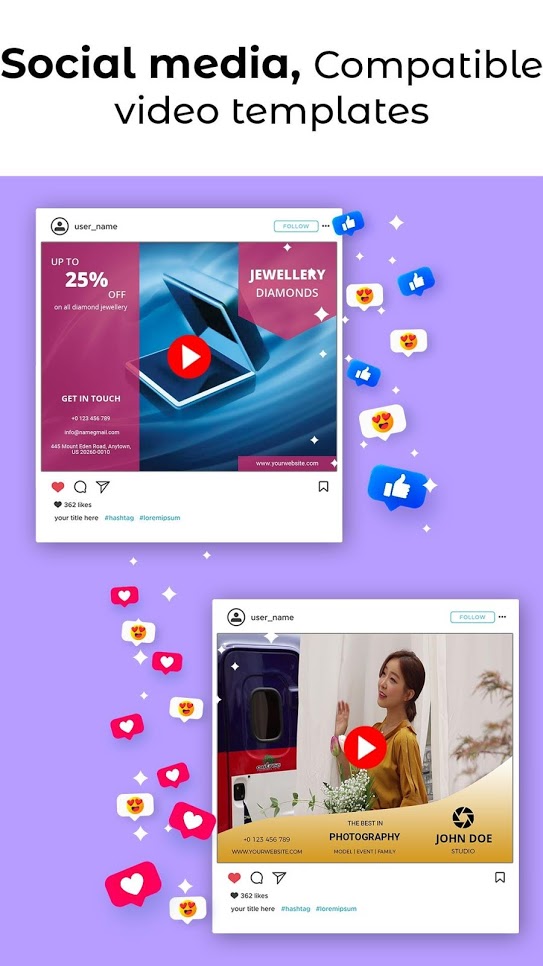 Social media, Compatible
video templates
user_name
FOLLOW
UP TO
25%
OFF
on all diamond jewellery
JEWELLERY
DIAMONDS
GET IN TOUCH
+0 123 456 789
info@namegmail.com
445 Mount Eden Road, Anytown,
US 20260-0010
www.yourwebsite.com
362 likes
your title here #hashtag #loremipsum
user_name
FOLLOW
+0 123 456 789
WWW.YOURWEBSITE.COM
THE BEST IN
PHOTOGRAPHY
MODEL | EVENT | FAMILY
JOHN DOE
STUDIO
362 likes
your title here #hashtag #loremipsum